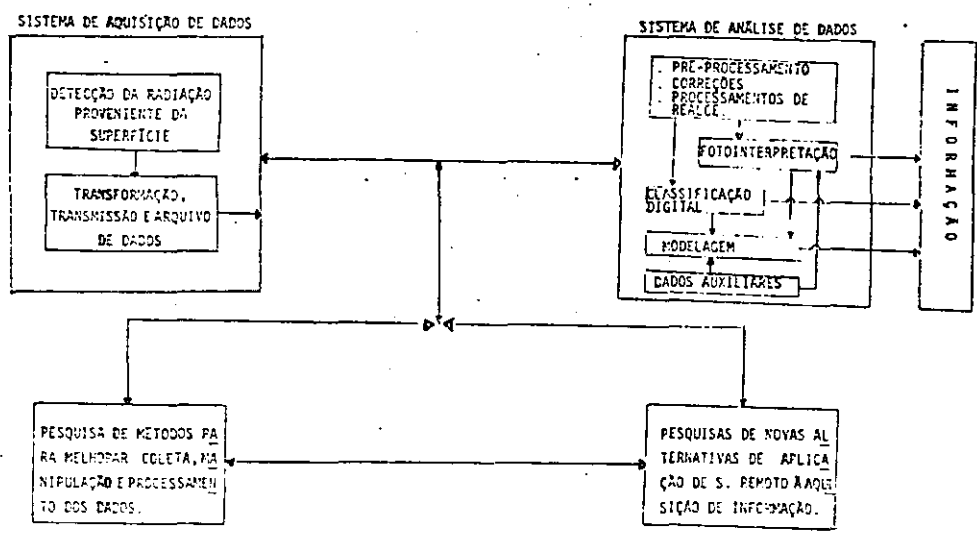 SISTEMA DE AQUISIÇÃO DE DADOS
DETECÇÃO DA RADIAÇÃO
PROVENIENTE DA
SUPERFÍCIE
TRANSFORMAÇÃO,
TRANSMISSÃO E ARQUIVO
DE DADOS
SISTEMA DE ANÁLISE DE DADOS
. PRE-PROCESSAMENTO
. CORREÇÕES
. PROCESSAMENTOS DE
REALCE
FOTOINTERPRETAÇÃO
CLASSIFICAÇÃO
DIGITAL
MODELAGEM
DADOS AUXILIARES
INFORMAÇÃO
PESQUISA DE METODOS PA
RA MELHORAR COLETA, MA
NIPULAÇÃO E PROCESSAMEN
TO DOS DADOS.
PESQUISAS DE NOVAS AL
TERNATIVAS DE APLICA
ÇÃO DE S. REMOTO À AQUI
SIÇÃO DE INFORMAÇÃO.